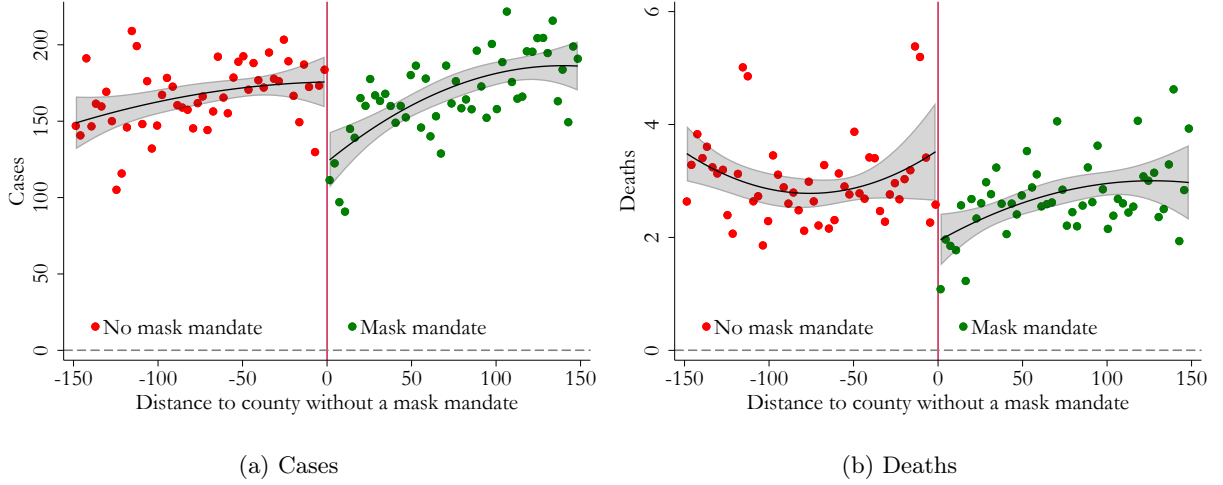 200
150
100
50
0
Cases
No mask mandate
Mask mandate
-150 -100 -50 0 50 100 150
Distance to county without a mask mandate
(a) Cases
6
4
2
0
Deaths
No mask mandate
Mask mandate
-150 -100 -50 0 50 100 150
Distance to county without a mask mandate
(b) Deaths